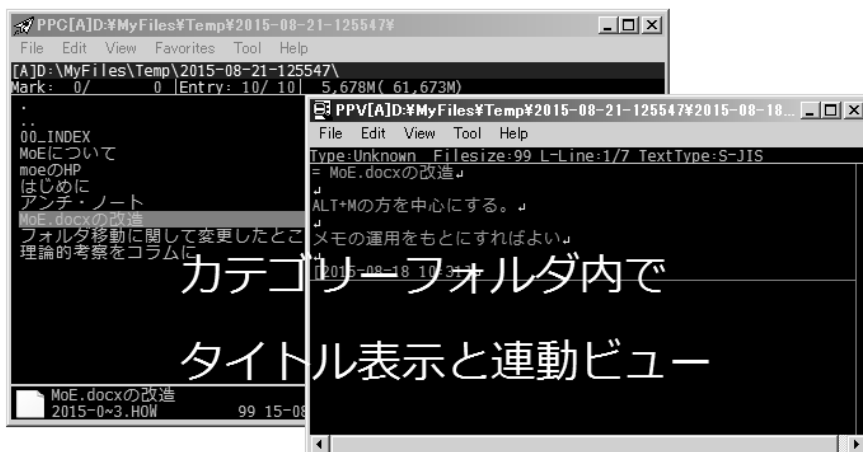 PPC[A]D:¥MyFiles¥Temp¥2015-08-21-125547¥
File Edit View Favorites Tool Help
[A]D:\MyFiles\Temp\2015-08-21-125547\
Mark: 0/ 0 |Entry: 10/ 10| 5,678M( 61,673M)
.
..
00_INDEX
MoEについて
moeのHP
はじめに
アンチ・ノート
MoE.docxの改造
フォルダ移動に関して変更したとこ
理論的考察をコラムに
MoE.docxの改造
2015-0~3.HOW 99 15-08
PPV[A]D:¥MyFiles¥Temp¥2015-08-21-125547¥2015-08-18...
File Edit View Tool Help
Type:Unknown Filesize:99 L-Line:1/7 TextType:S-JIS
= MoE.docxの改造↲
↲
ALT+Mの方を中心にする。↲
↲
メモの運用をもとにすればよい↲
↲
[2015-08-18 10:31]↲
カテゴリーフォルダ内で
タイトル表示と連動ビュー